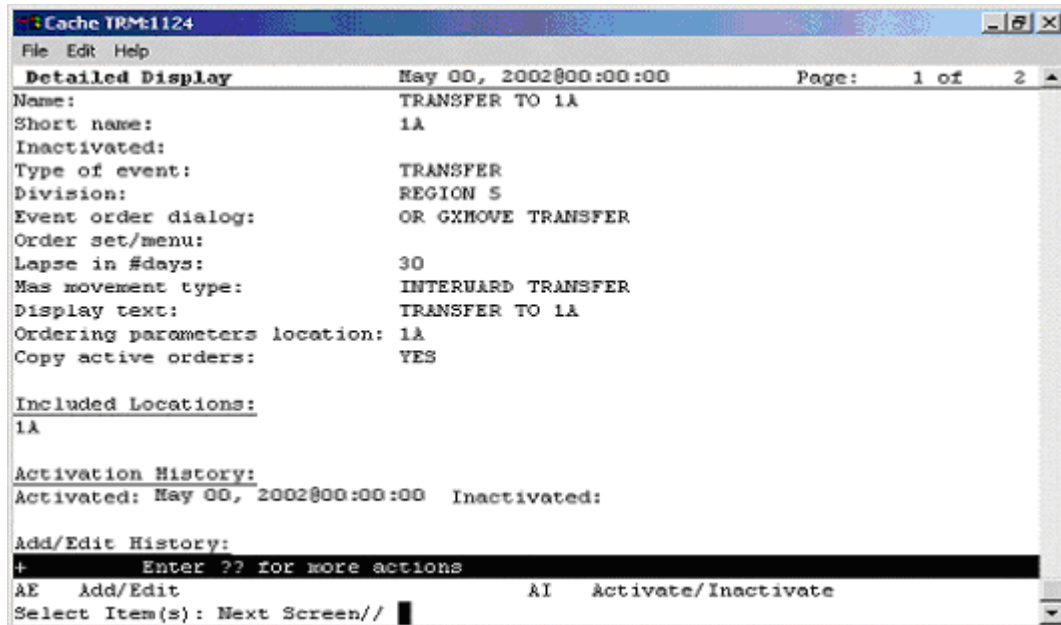 Cache TRM:1124
File Edit Help
Detailed Display May 00, 2002@00:00:00 Page: 1 of 2
Name: TRANSFER TO 1A
Short name: 1A
Inactivated:
Type of event: TRANSFER
Division: REGION 5
Event order dialog: OR GXMOVE TRANSFER
Order set/menu:
Lapse in #days: 30
Mas movement type: INTERWARD TRANSFER
Display text: TRANSFER TO 1A
Ordering parameters location: 1A
Copy active orders: YES
Included Locations:
1A
Activation History:
Activated: May 00, 2002@00:00:00 Inactivated:
Add/Edit History:
+ Enter ?? for more actions
AE Add/Edit AI Activate/Inactivate
Select Item(s): Next Screen//